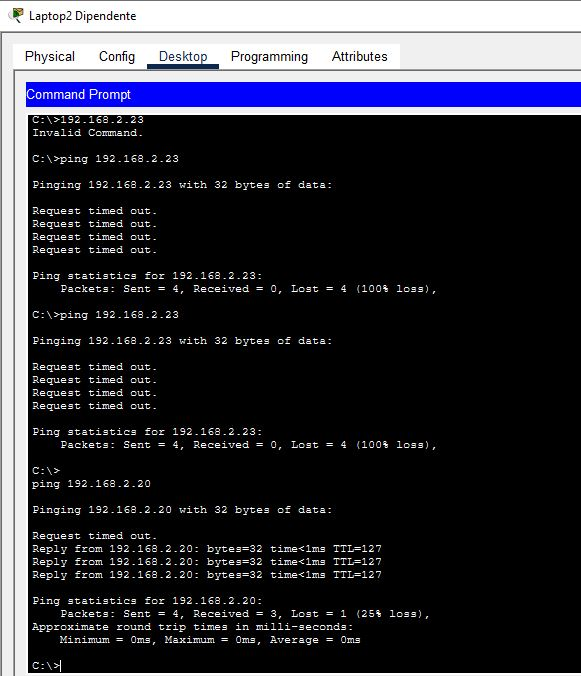 Laptop2 Dipendente
Physical Config Desktop Programming Attributes
Command Prompt
C:\>192.168.2.23
Invalid Command.
C:\>ping 192.168.2.23
Pinging 192.168.2.23 with 32 bytes of data:
Request timed out.
Request timed out.
Request timed out.
Request timed out.
Ping statistics for 192.168.2.23:
Packets: Sent = 4, Received = 0, Lost = 4 (100% loss),
C:\>ping 192.168.2.23
Pinging 192.168.2.23 with 32 bytes of data:
Request timed out.
Request timed out.
Request timed out.
Request timed out.
Ping statistics for 192.168.2.23:
Packets: Sent = 4, Received = 0, Lost = 4 (100% loss),
C:\>
ping 192.168.2.20
Pinging 192.168.2.20 with 32 bytes of data:
Request timed out.
Reply from 192.168.2.20: bytes=32 time<1ms TTL=127
Reply from 192.168.2.20: bytes=32 time<1ms TTL=127
Reply from 192.168.2.20: bytes=32 time<1ms TTL=127
Ping statistics for 192.168.2.20:
Packets: Sent = 4, Received = 3, Lost = 1 (25% loss),
Approximate round trip times in milli-seconds:
Minimum = 0ms, Maximum = 0ms, Average = 0ms
C:\>